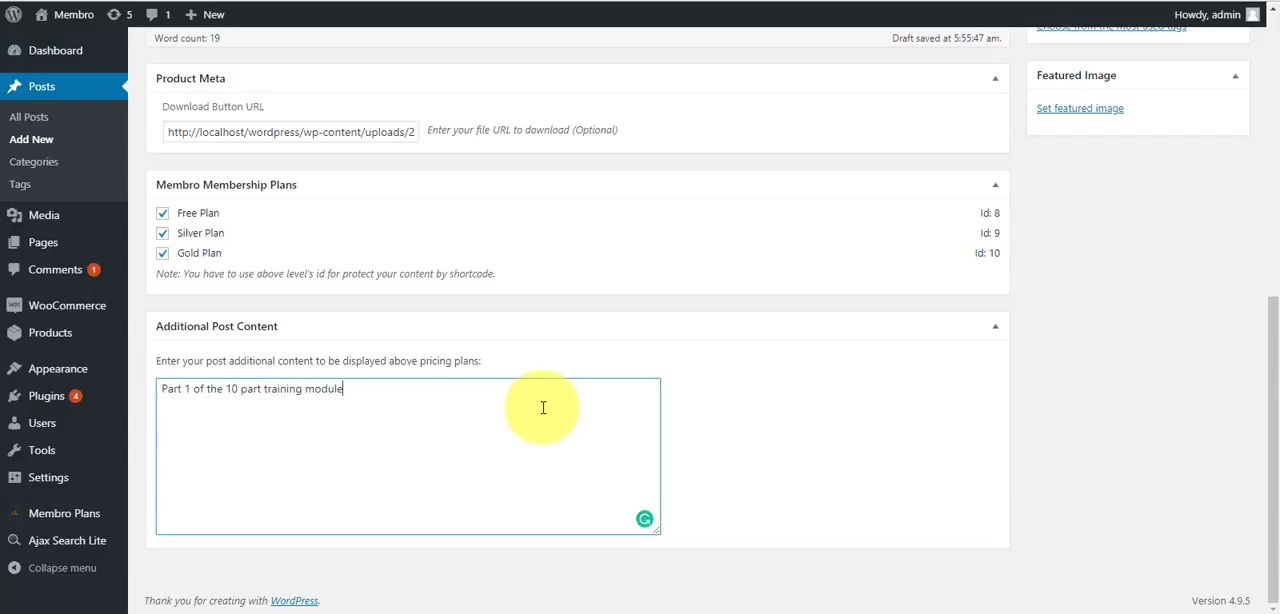 Membro 5 1 New Howdy, admin
Word count: 19 Draft saved at 5:55:47 am.
Choose from the most used tags
Dashboard
Posts
All Posts
Add New
Categories
Tags
Media
Pages
Comments 1
WooCommerce
Products
Appearance
Plugins 4
Users
Tools
Settings
Membro Plans
Ajax Search Lite
Collapse menu
Product Meta
Download Button URL
http://localhost/wordpress/wp-content/uploads/2 Enter your file URL to download (Optional)
Membro Membership Plans
Free Plan Id: 8
Silver Plan Id: 9
Gold Plan Id: 10
Note: You have to use above level's id for protect your content by shortcode.
Additional Post Content
Enter your post additional content to be displayed above pricing plans:
Part 1 of the 10 part training module
Featured Image
Set featured image
Thank you for creating with WordPress.
Version 4.9.5